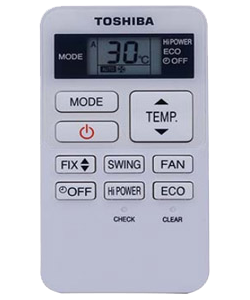 TOSHIBA
A Hi POWER
MODE 30°C ECO
OFF
MODE
TEMP.
FIX SWING FAN
OFF Hi POWER ECO
CHECK CLEAR